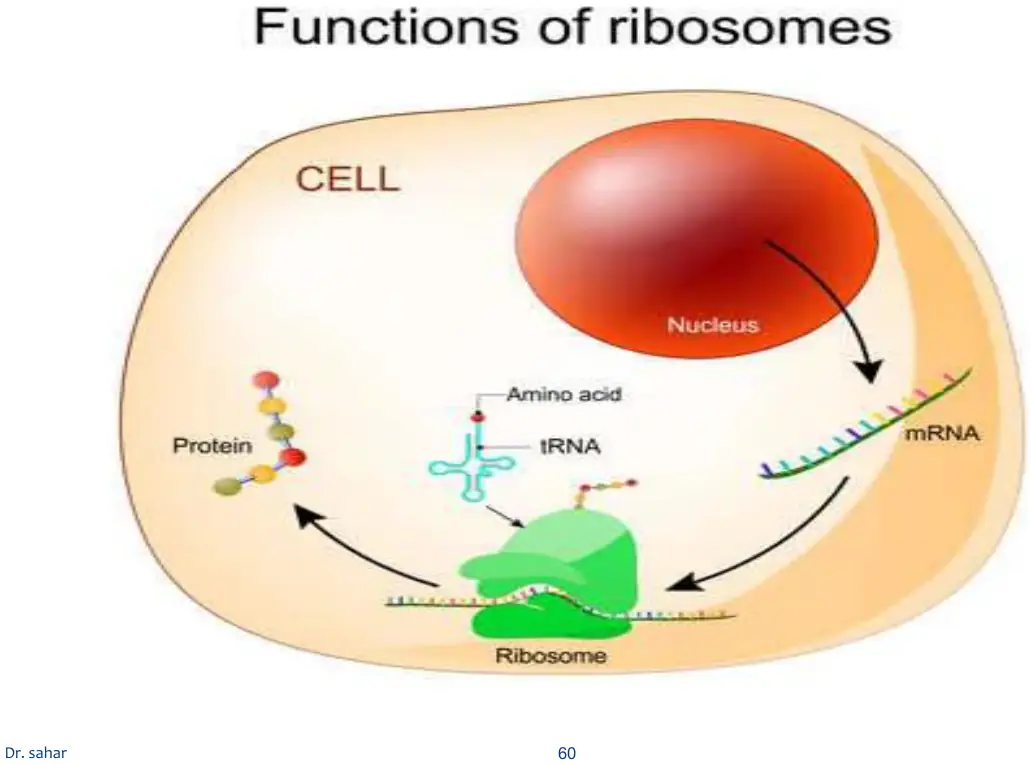 Functions of ribosomes
CELL
Nucleus
Amino acid
tRNA
mRNA
Protein
Ribosome
Dr. sahar
60